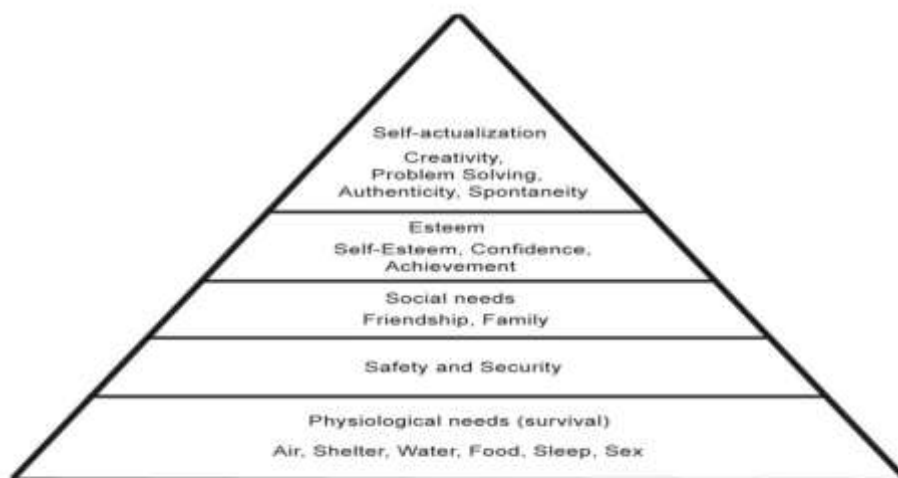 Self-actualization
Creativity,
Problem Solving,
Authenticity, Spontaneity
Esteem
Self-Esteem, Confidence,
Achievement
Social needs
Friendship, Family
Safety and Security
Physiological needs (survival)
Air, Shelter, Water, Food, Sleep, Sex